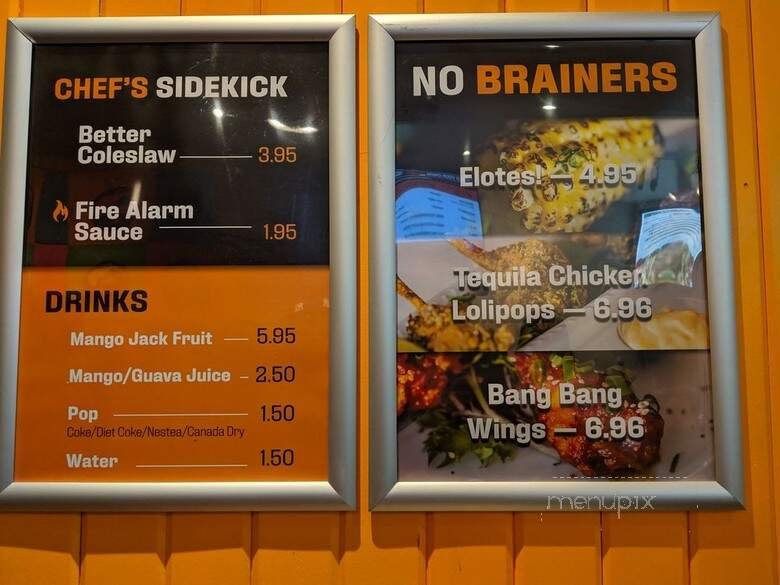 CHEF'S SIDEKICK
Better
Coleslaw — 3.95
Fire Alarm
Sauce — 1.95
DRINKS
Mango Jack Fruit — 5.95
Mango/Guava Juice – 2.50
Pop — 1.50
Coke/Diet Coke/Nestea/Canada Dry
Water — 1.50
NO BRAINERS
Elotes! — 4.95
Tequila Chicken
Lolipops — 6.96
Bang Bang
Wings — 6.96
menupix